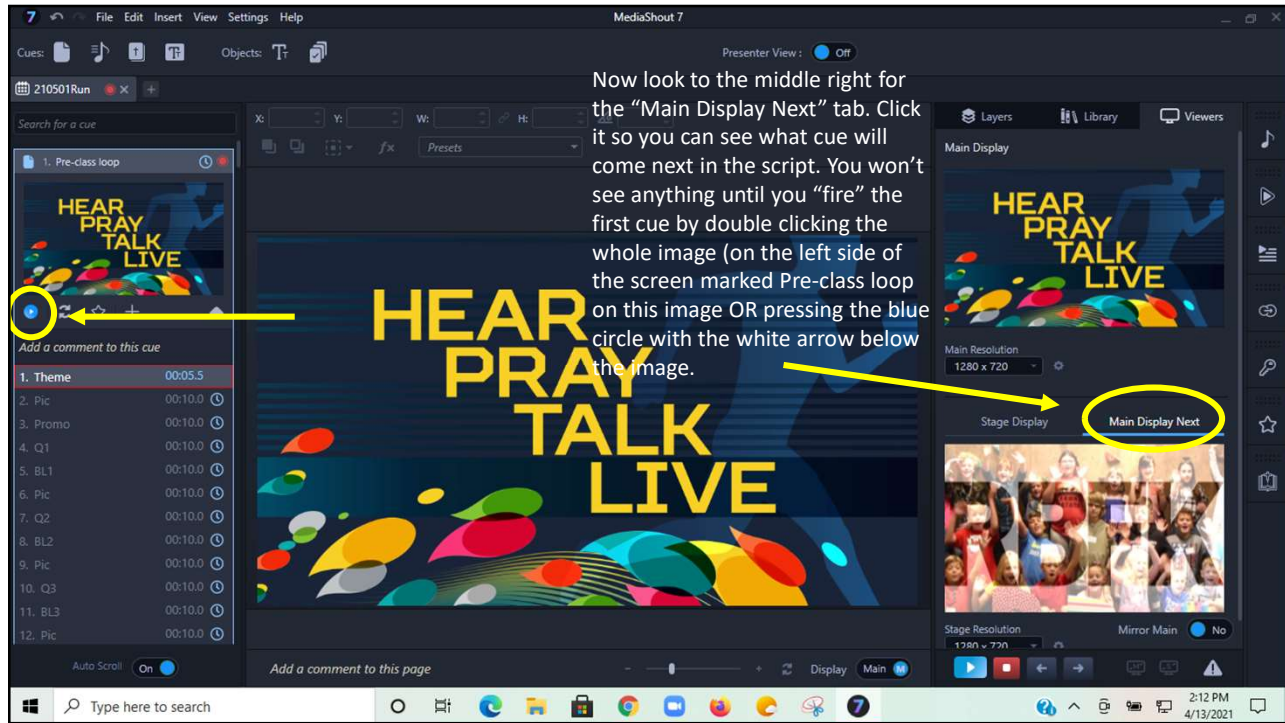 7 File Edit Insert View Settings Help MediaShout 7
Cues: Objects: Presenter View : Off
210501Run
Search for a cue
X: Y: W: H:
Presets
Layers Library Viewers
Now look to the middle right for
the “Main Display Next” tab. Click
it so you can see what cue will
come next in the script. You won’t
see anything until you “fire” the
first cue by double clicking the
whole image (on the left side of
the screen marked Pre-class loop
on this image OR pressing the blue
circle with the white arrow below
the image.
1. Pre-class loop
HEAR
PRAY
TALK
LIVE
Add a comment to this cue
1. Theme 00:05.5
2. Pic 00:10.0
3. Promo 00:10.0
4. Q1 00:10.0
5. BL1 00:10.0
6. Pic 00:10.0
7. Q2 00:10.0
8. BL2 00:10.0
9. Pic 00:10.0
10. Q3 00:10.0
11. BL3 00:10.0
12. Pic 00:10.0
Auto Scroll On
HEAR
PRAY
TALK
LIVE
Add a comment to this page
- + Display Main M
Main Display
HEAR
PRAY
TALK
LIVE
Main Resolution
1280 x 720
Stage Display Main Display Next
Stage Resolution Mirror Main No
1280 x 720
Type here to search
2:12 PM
4/13/2021